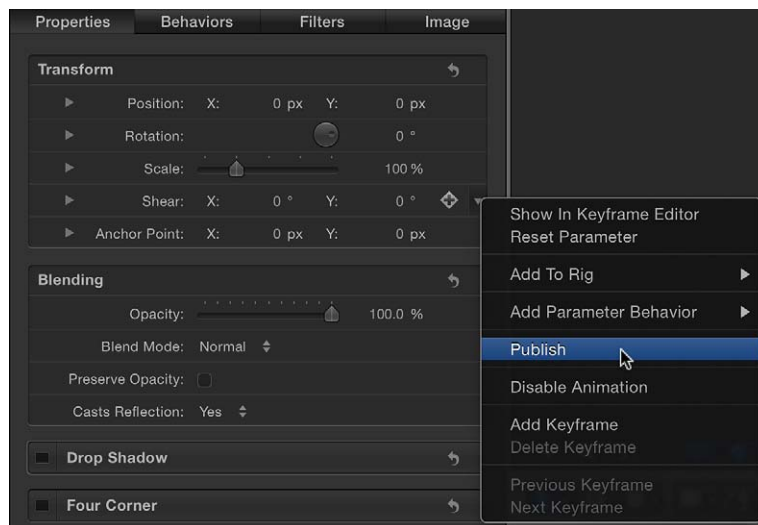 Properties Behaviors Filters Image
Transform
Position: X: 0 px Y: 0 px
Rotation: 0 °
Scale: 100 %
Shear: X: 0 ° Y: 0 °
Anchor Point: X: 0 px Y: 0 px
Blending
Opacity: 100.0 %
Blend Mode: Normal
Preserve Opacity:
Casts Reflection: Yes
Drop Shadow
Four Corner
Show In Keyframe Editor
Reset Parameter
Add To Rig
Add Parameter Behavior
Publish
Disable Animation
Add Keyframe
Delete Keyframe
Previous Keyframe
Next Keyframe